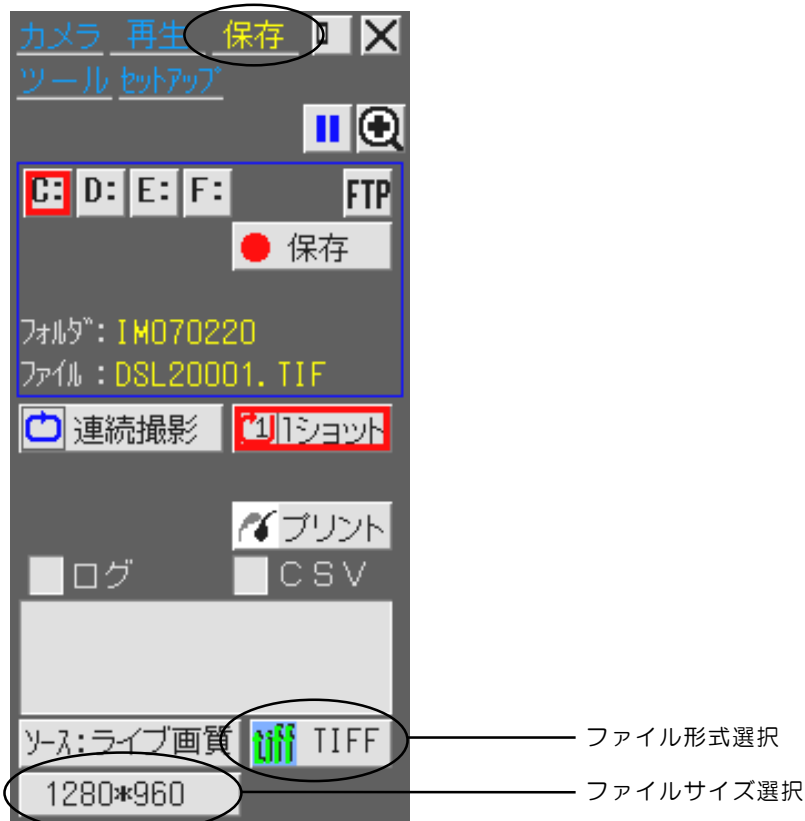 カメラ 再生 保存
ツール セットアップ
C: D: E: F: FTP
保存
フォルダ: IM070220
ファイル : DSL20001.TIF
連続撮影 1 1ショット
プリント
ログ CSV
ソース:ライブ画質 tiff TIFF ファイル形式選択
1280*960 ファイルサイズ選択